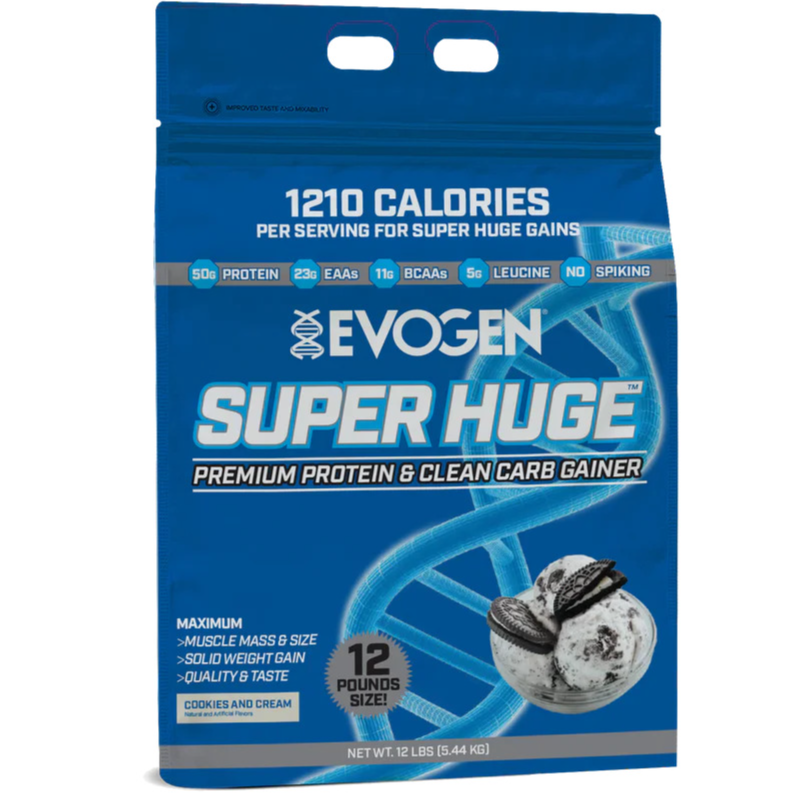 IMPROVED TASTE AND MIXABILITY
1210 CALORIES
PER SERVING FOR SUPER HUGE GAINS
50G PROTEIN 23G EAAs 11G BCAAs 5G LEUCINE NO SPIKING
EVOGEN®
SUPER HUGE™
PREMIUM PROTEIN & CLEAN CARB GAINER
MAXIMUM
>MUSCLE MASS & SIZE
>SOLID WEIGHT GAIN
>QUALITY & TASTE
12
POUNDS
SIZE!
COOKIES AND CREAM
Natural and Artificial Flavors
NET WT. 12 LBS (5.44 KG)